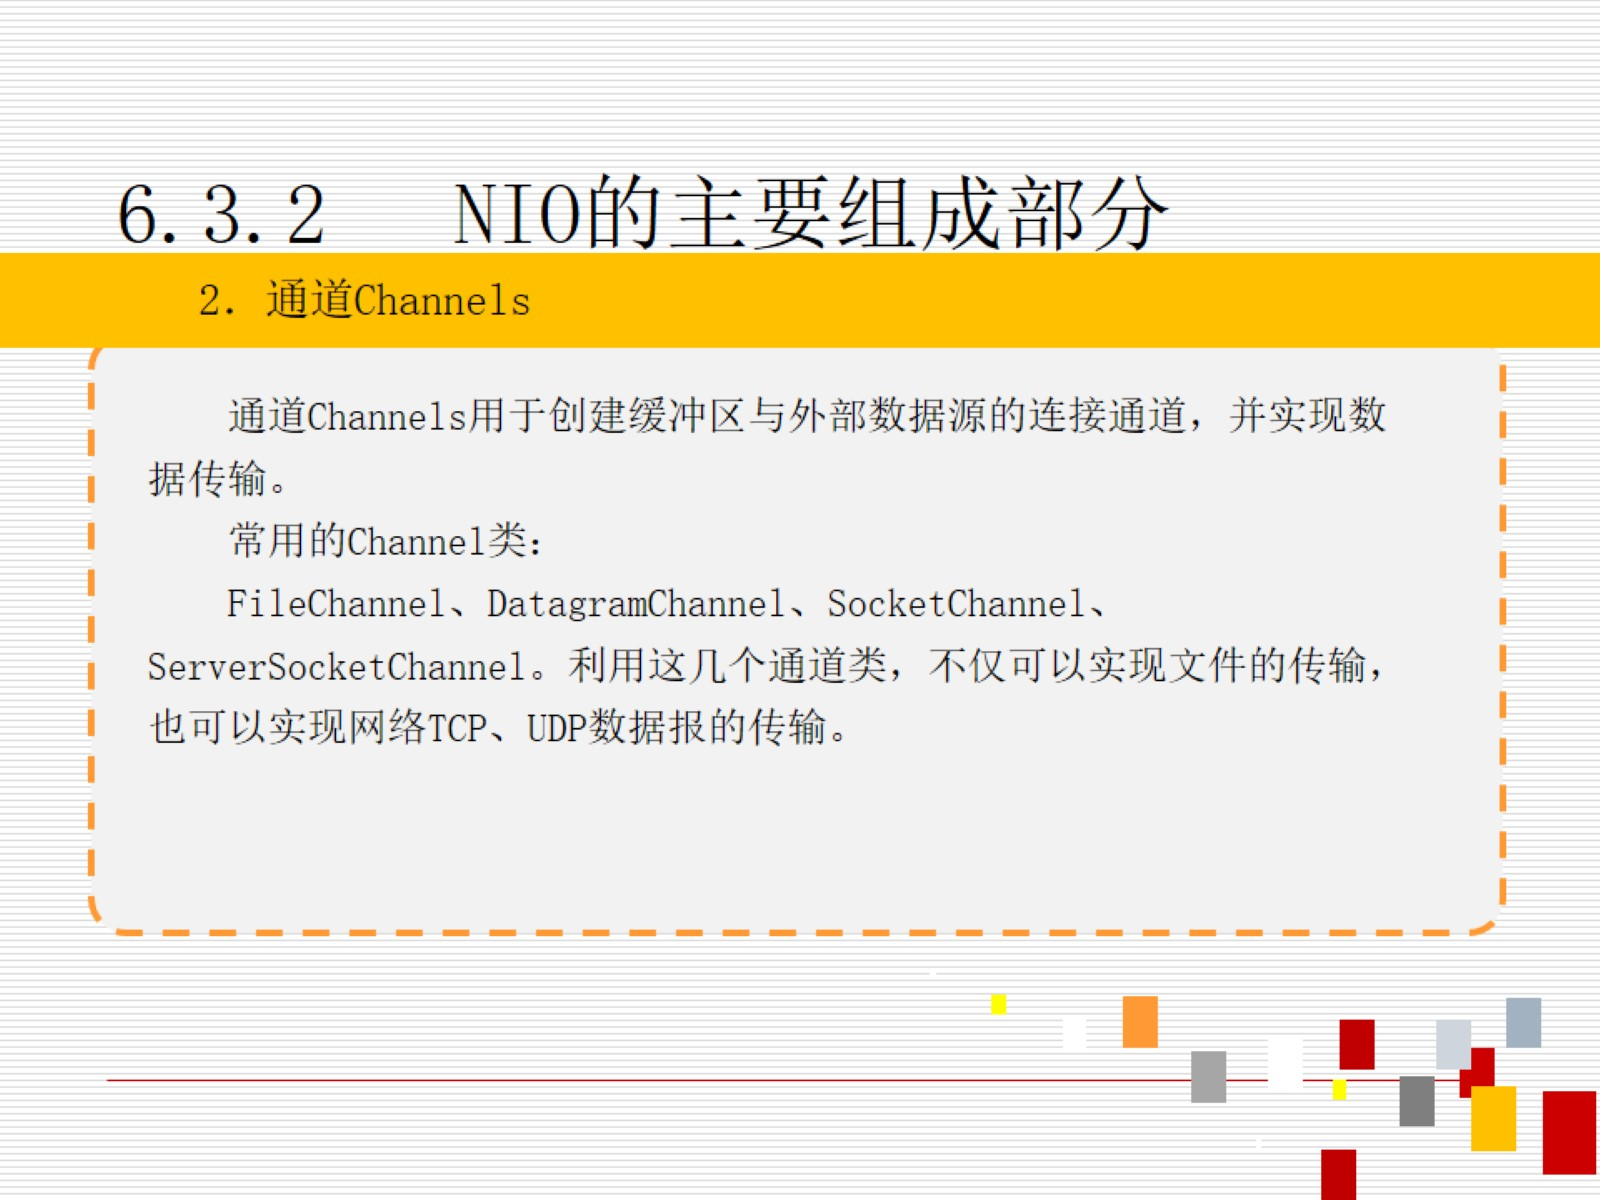 6.3.2 NIO的主要组成部分
2. 通道Channels
通道Channels用于创建缓冲区与外部数据源的连接通道，并实现数
据传输。
常用的Channel类：
FileChannel、DatagramChannel、SocketChannel、
ServerSocketChannel。利用这几个通道类，不仅可以实现文件的传输，
也可以实现网络TCP、UDP数据报的传输。